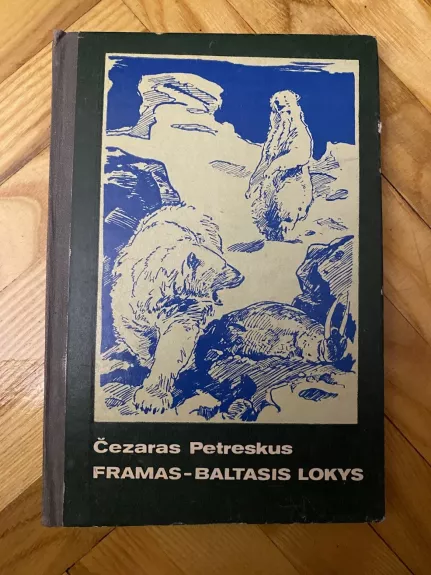 Čezaras Petreskus
FRAMAS-BALTASIS LOKYS